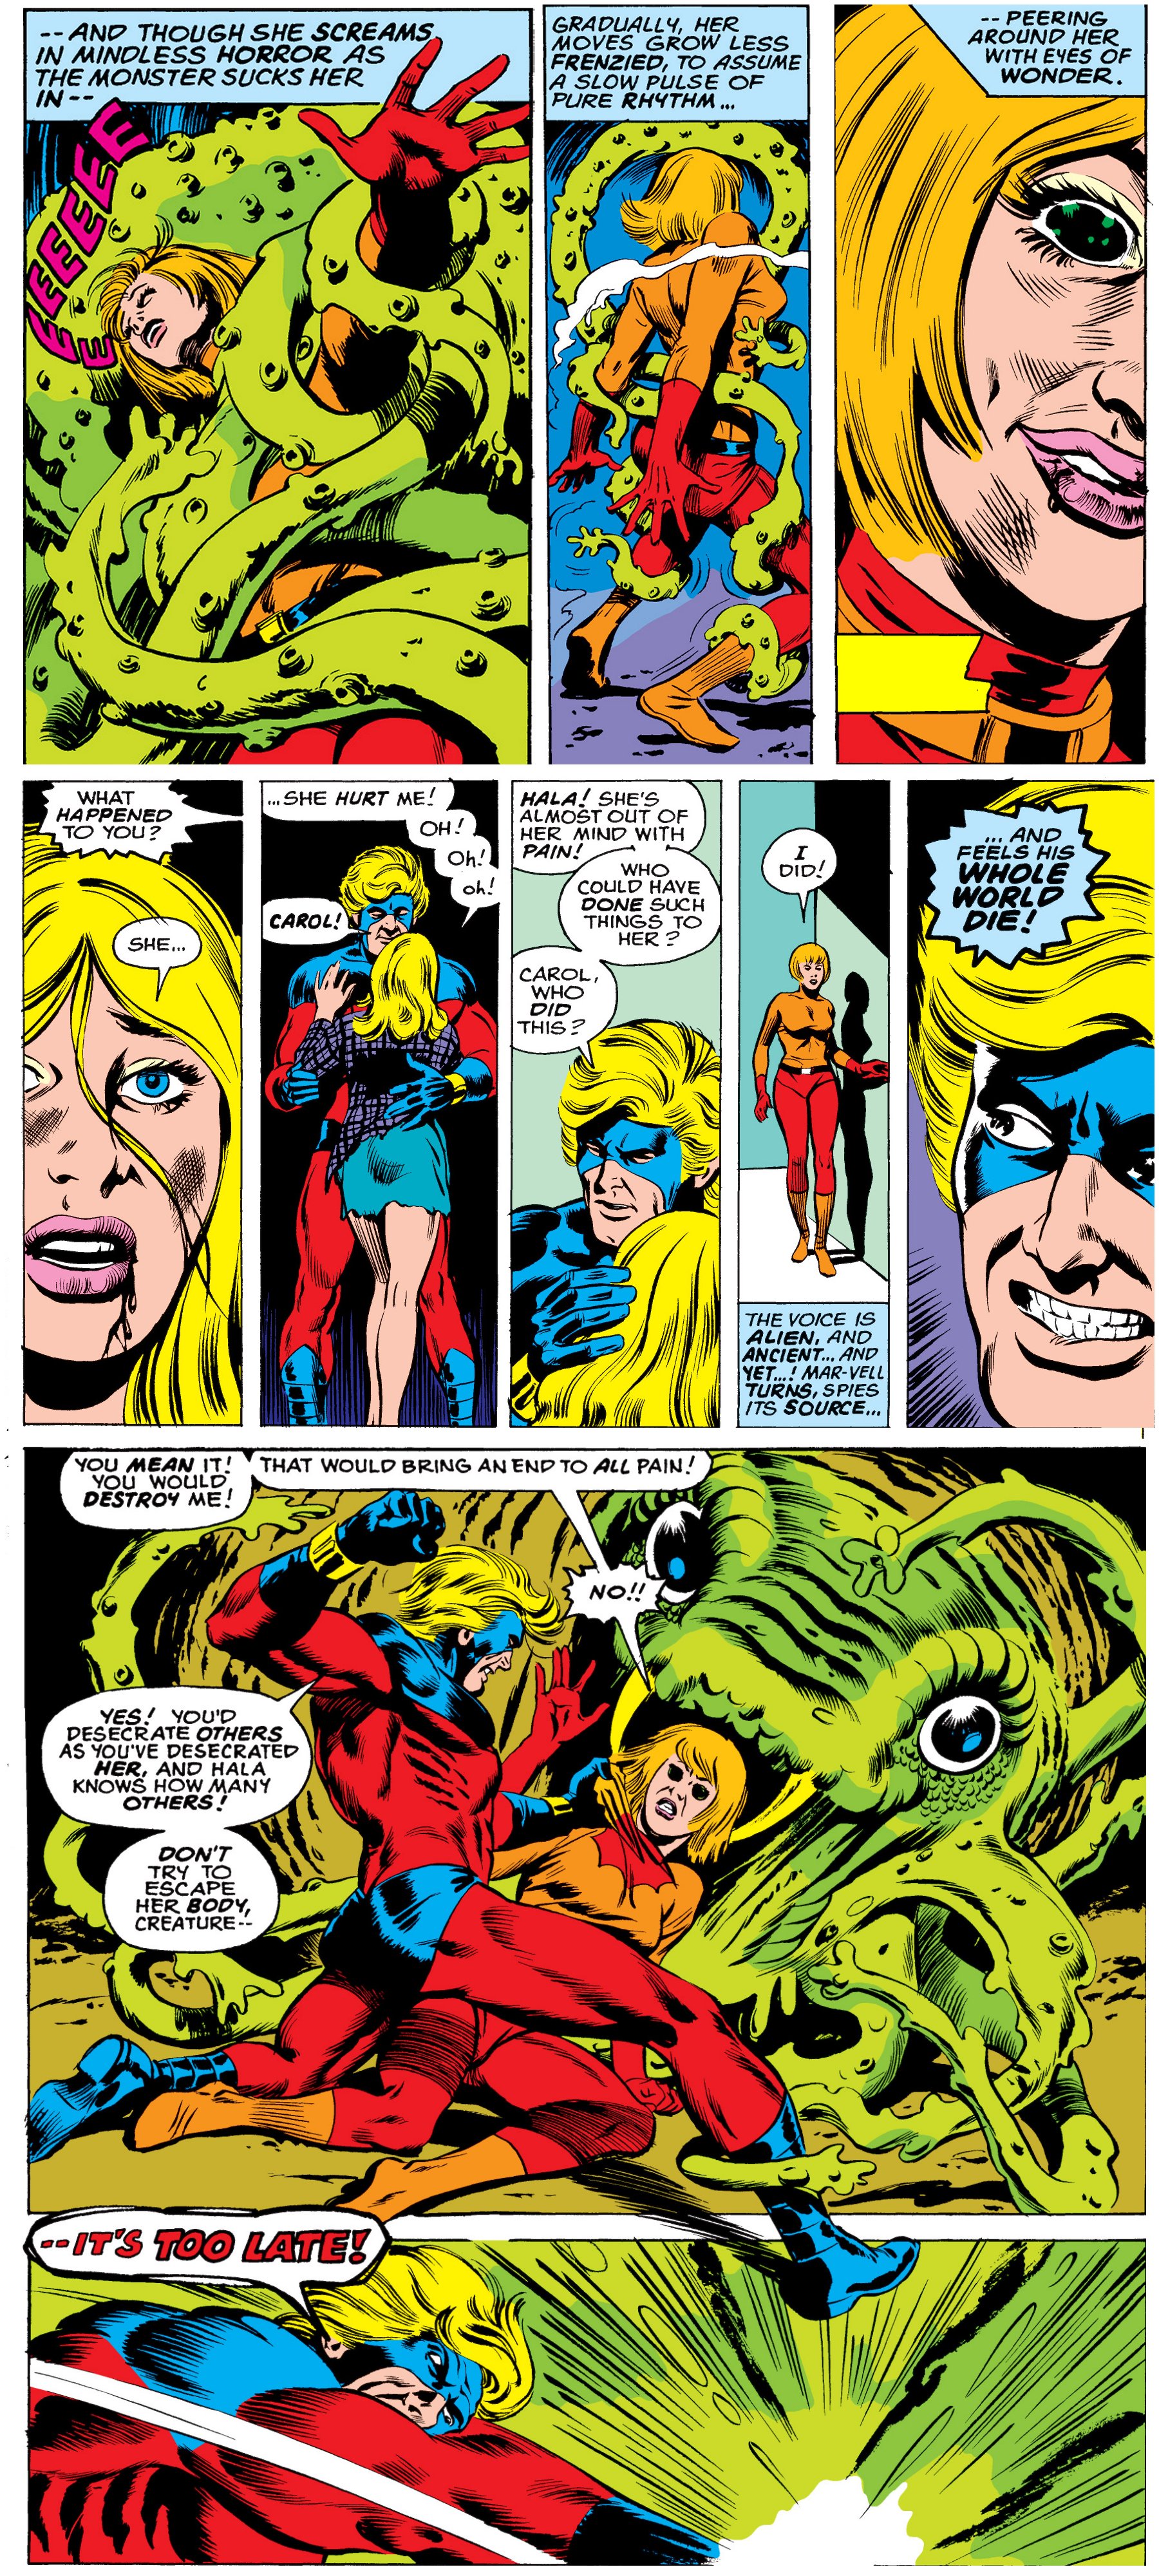 --AND THOUGH SHE SCREAMS
IN MINDLESS HORROR AS
THE MONSTER SUCKS HER
IN--
EEEEEE
E
GRADUALLY, HER
MOVES GROW LESS
FRENZIED, TO ASSUME
A SLOW PULSE OF
PURE RHYTHM...
-- PEERING
AROUND HER
WITH EYES OF
WONDER.
WHAT
HAPPENED
TO YOU?
SHE...
...SHE HURT ME!
OH!
Oh!
oh!
CAROL!
HALA! SHE'S
ALMOST OUT OF
HER MIND WITH
PAIN!
WHO
COULD HAVE
DONE SUCH
THINGS TO
HER?
CAROL,
WHO
DID
THIS?
I
DID!
THE VOICE IS
ALIEN, AND
ANCIENT... AND
YET...! MAR-VELL
TURNS, SPIES
ITS SOURCE...
...AND
FEELS HIS
WHOLE
WORLD
DIE!
YOU MEAN IT!
YOU WOULD
DESTROY ME!
THAT WOULD BRING AN END TO ALL PAIN!
NO!!
YES! YOU'D
DESECRATE OTHERS
AS YOU'VE DESECRATED
HER, AND HALA
KNOWS HOW MANY
OTHERS!
DON'T
TRY TO
ESCAPE
HER BODY,
CREATURE--
--IT'S TOO LATE!